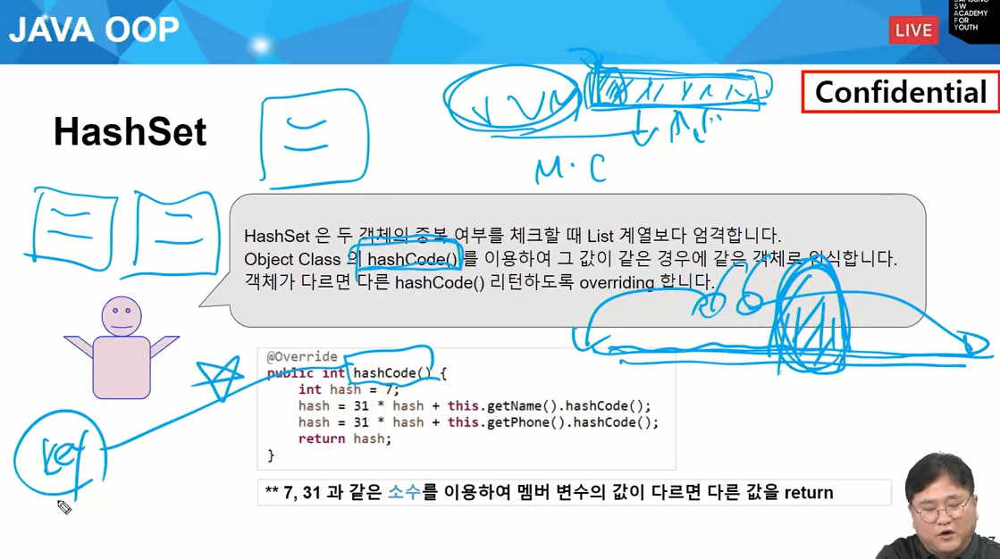 JAVA OOP
LIVE
SAMSUNG
SW
ACADEMY
FOR
YOUTH
Confidential
HashSet
M.C
HashSet 은 두 객체의 중복 여부를 체크할 때 List 계열보다 엄격합니다.
Object Class 의 hashCode() 를 이용하여 그 값이 같은 경우에 같은 객체로 인식합니다.
객체가 다르면 다른 hashCode() 리턴하도록 overriding 합니다.
@Override
public int hashCode() {
int hash = 7;
hash = 31 * hash + this.getName().hashCode();
hash = 31 * hash + this.getPhone().hashCode();
return hash;
}
key
** 7, 31 과 같은 소수를 이용하여 멤버 변수의 값이 다르면 다른 값을 return